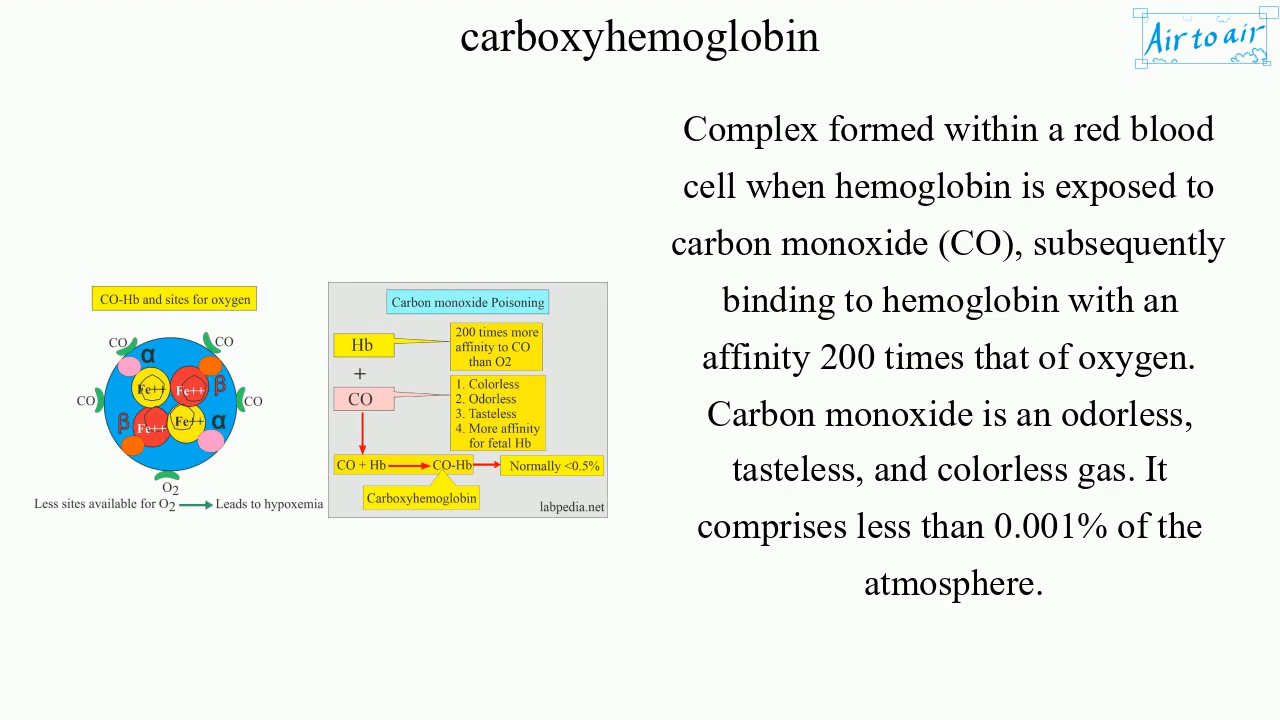 carboxyhemoglobin
Air to air
Complex formed within a red blood
cell when hemoglobin is exposed to
carbon monoxide (CO), subsequently
binding to hemoglobin with an
affinity 200 times that of oxygen.
Carbon monoxide is an odorless,
tasteless, and colorless gas. It
comprises less than 0.001% of the
atmosphere.
CO-Hb and sites for oxygen
CO
CO
α
Fe++
Fe++
β
CO
CO
β
Fe++
Fe++
α
O2
Less sites available for O2
Leads to hypoxemia
Carbon monoxide Poisoning
Hb
200 times more
affinity to CO
than O2
+
CO
1. Colorless
2. Odorless
3. Tasteless
4. More affinity
for fetal Hb
CO + Hb
CO-Hb
Normally <0.5%
Carboxyhemoglobin
labpedia.net